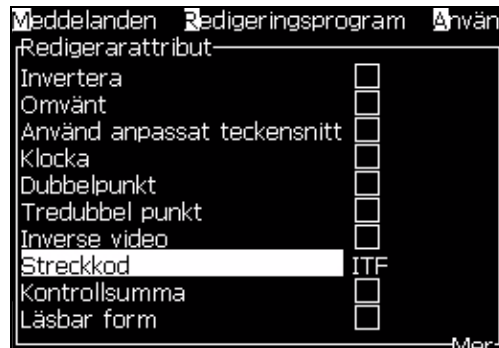 Meddelanden Redigeringsprogram Använ
Redigerarattribut
Invertera
Omvänt
Använd anpassat teckensnitt
Klocka
Dubbelpunkt
Tredubbel punkt
Inverse video
Streckkod ITF
Kontrollsumma
Läsbar form
Mer